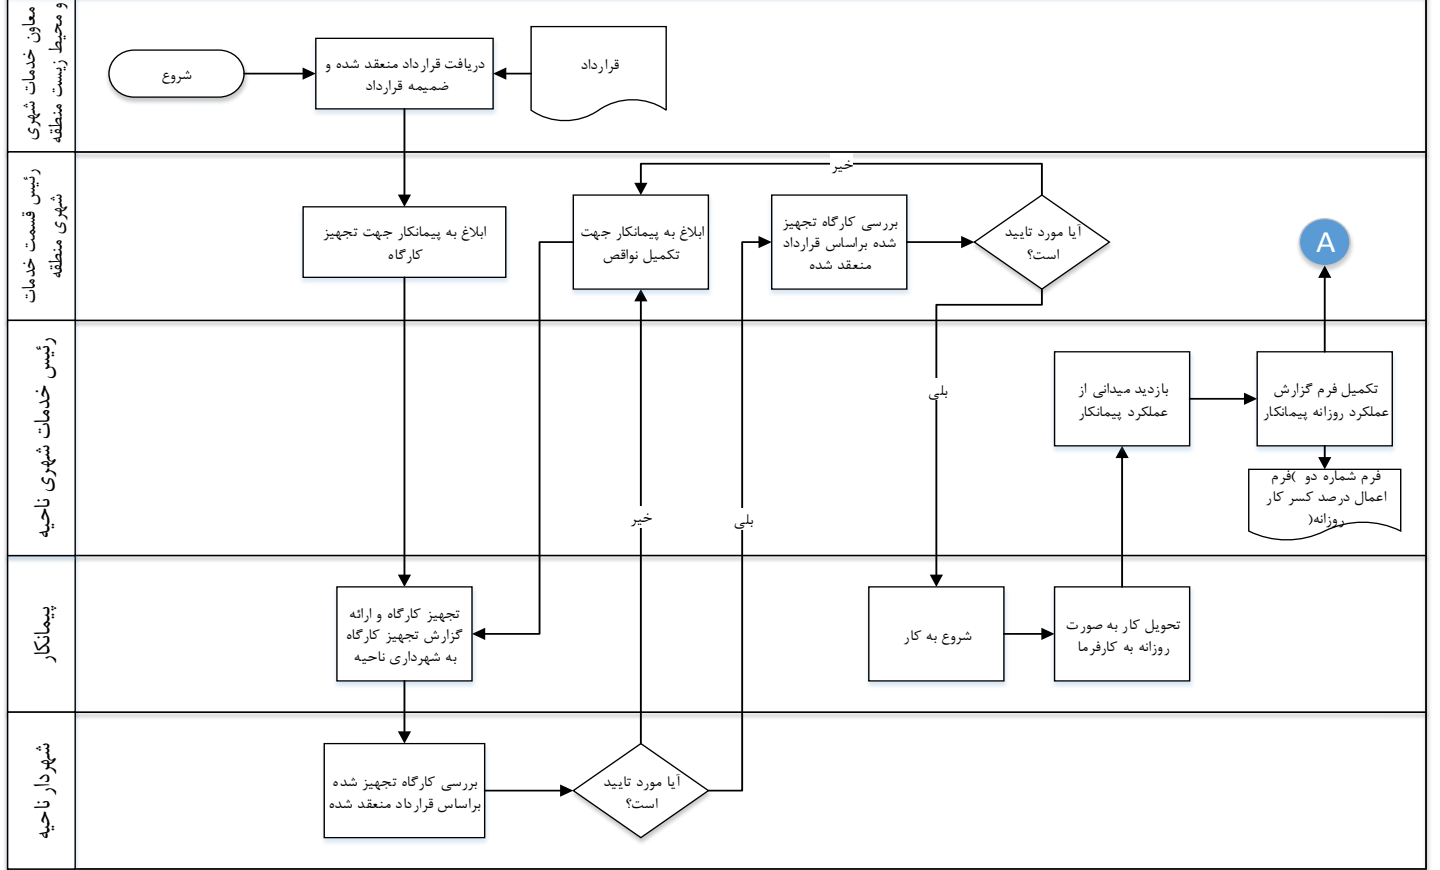 معاون خدمات شهری
و محیط زیست منطقه
شروع
دریافت قرارداد منعقد شده و
ضمیمه قرارداد
قرارداد
رئیس قسمت خدمات
شهری منطقه
ابلاغ به پیمانکار جهت تجهیز
کارگاه
ابلاغ به پیمانکار جهت
تکمیل نواقص
خیر
بررسی کارگاه تجهیز
شده براساس قرارداد
منعقد شده
آیا مورد تایید
است؟
A
رئیس خدمات شهری ناحیه
خیر
بلی
بلی
بازدید میدانی از
عملکرد پیمانکار
تکمیل فرم گزارش
عملکرد روزانه پیمانکار
فرم شماره دو )فرم
اعمال درصد کسر کار
روزانه(
پیمانکار
تجهیز کارگاه و ارائه
گزارش تجهیز کارگاه
به شهرداری ناحیه
شروع به کار
تحویل کار به صورت
روزانه به کارفرما
شهردار ناحیه
بررسی کارگاه تجهیز شده
براساس قرارداد منعقد شده
آیا مورد تایید
است؟